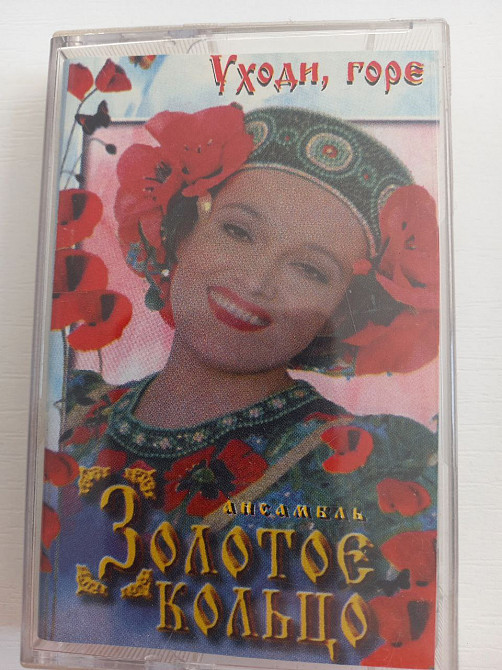 Уходи, горе
ансамбль
Золотое
кольцо